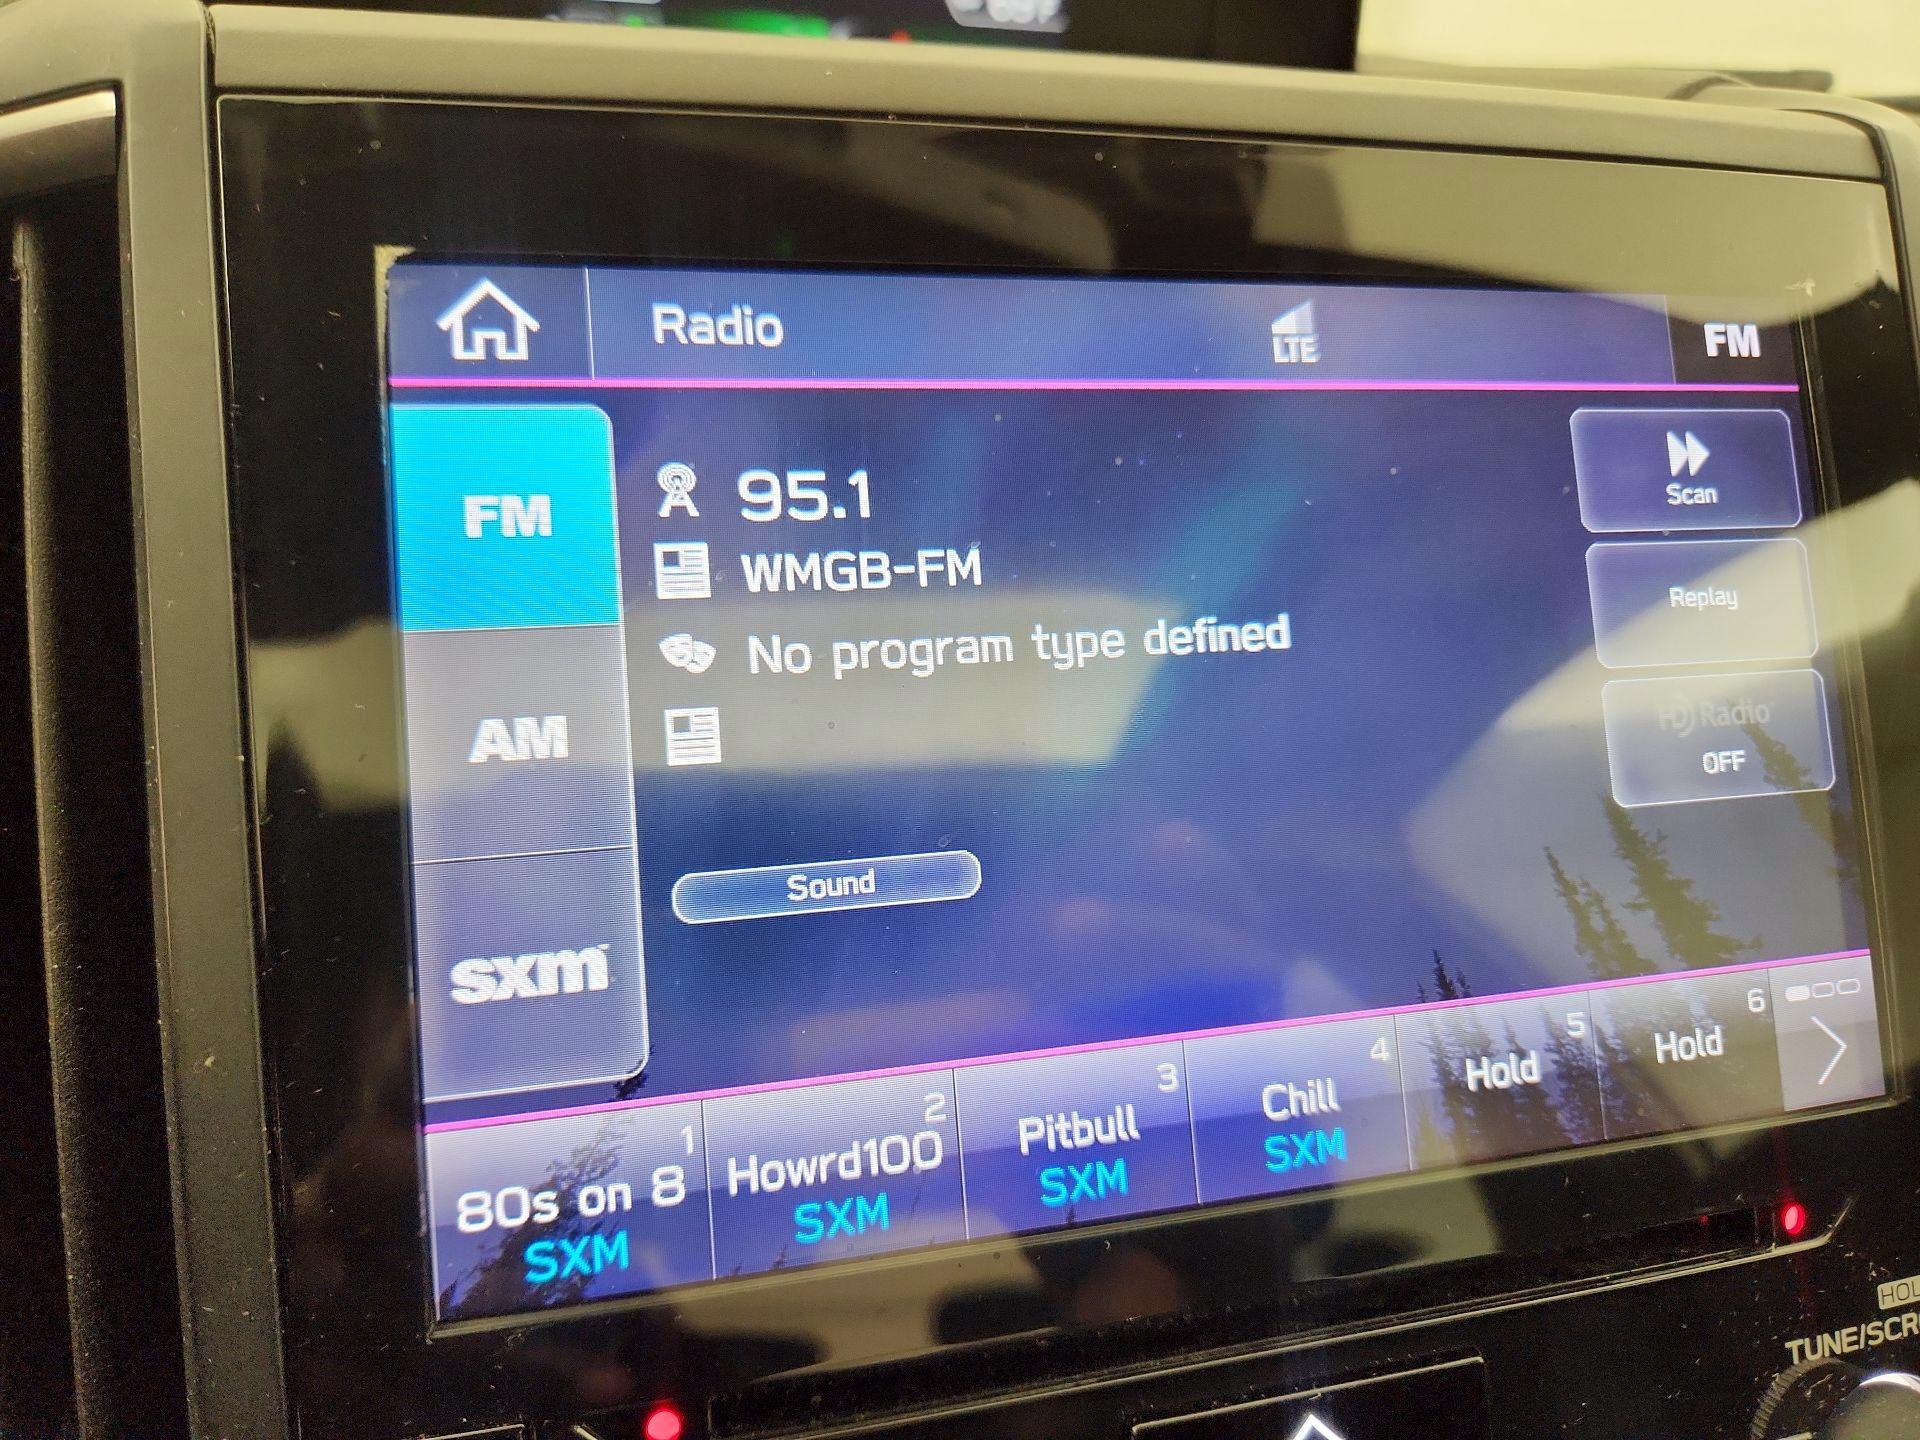 Radio
LTE
FM
FM
AM
sxm
95.1
WMGB-FM
No program type defined
Sound
Scan
Replay
HD Radio
OFF
1
80s on 8
SXM
2
Howrd100
SXM
3
Pitbull
SXM
4
Chill
SXM
5
Hold
6
Hold
TUNE/SCR